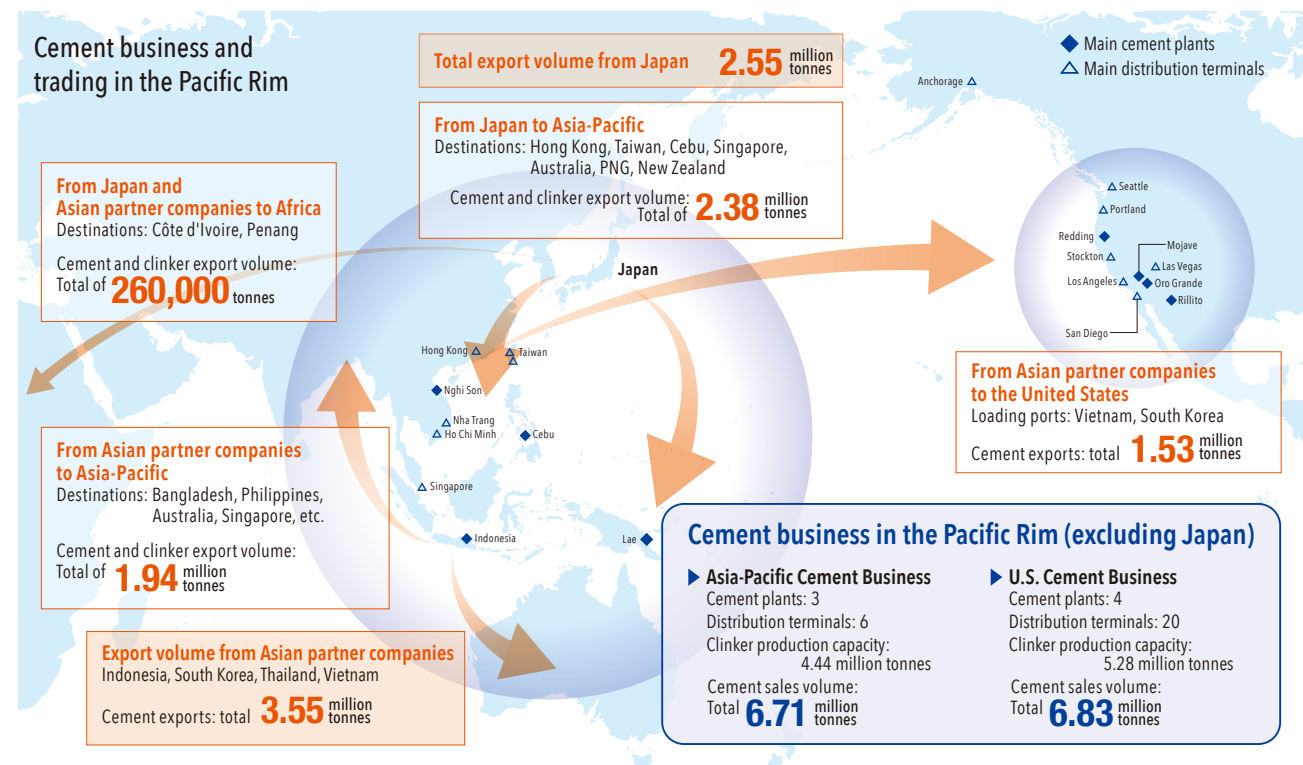 Cement business and
trading in the Pacific Rim
Total export volume from Japan 2.55 million tonnes
Main cement plants
Main distribution terminals
From Japan to Asia-Pacific
Destinations: Hong Kong, Taiwan, Cebu, Singapore,
Australia, PNG, New Zealand
Cement and clinker export volume:
Total of 2.38 million tonnes
From Japan and
Asian partner companies to Africa
Destinations: Côte d'Ivoire, Penang
Cement and clinker export volume:
Total of 260,000 tonnes
Anchorage
Seattle
Portland
Redding
Mojave
Stockton
Las Vegas
Los Angeles
Oro Grande
Rillito
San Diego
Japan
Hong Kong
Taiwan
Nghi Son
Nha Trang
Ho Chi Minh
Cebu
Singapore
Indonesia
Lae
From Asian partner companies
to the United States
Loading ports: Vietnam, South Korea
Cement exports: total 1.53 million tonnes
From Asian partner companies
to Asia-Pacific
Destinations: Bangladesh, Philippines,
Australia, Singapore, etc.
Cement and clinker export volume:
Total of 1.94 million tonnes
Export volume from Asian partner companies
Indonesia, South Korea, Thailand, Vietnam
Cement exports: total 3.55 million tonnes
Cement business in the Pacific Rim (excluding Japan)
Asia-Pacific Cement Business
Cement plants: 3
Distribution terminals: 6
Clinker production capacity:
4.44 million tonnes
Cement sales volume:
Total 6.71 million tonnes
U.S. Cement Business
Cement plants: 4
Distribution terminals: 20
Clinker production capacity:
5.28 million tonnes
Cement sales volume:
Total 6.83 million tonnes